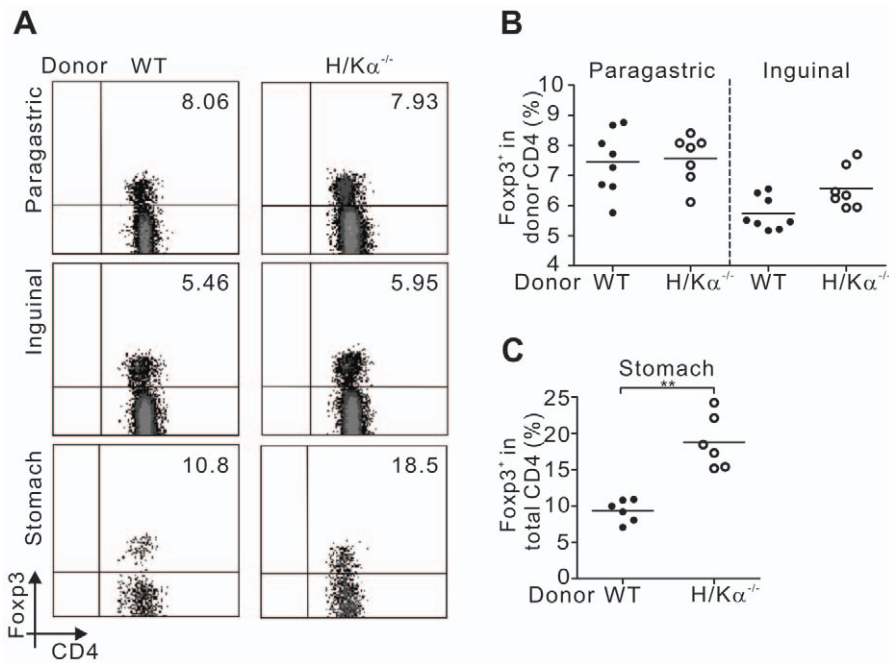 A
Donor WT H/Kα-/-
Paragastric
8.06 7.93
Inguinal
5.46 5.95
Stomach
10.8 18.5
Foxp3
CD4
B
Paragastric Inguinal
Foxp3+ in
donor CD4 (%)
10
9
8
7
6
5
4
Donor WT H/Kα-/- WT H/Kα-/-
C
Stomach
**
Foxp3+ in
total CD4 (%)
25
20
15
10
5
0
Donor WT H/Kα-/-